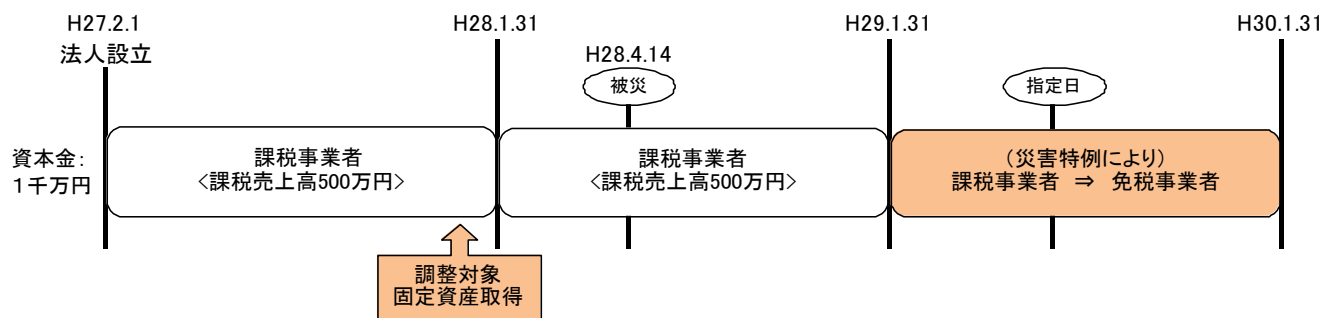 H27.2.1
法人設立
H28.1.31
H28.4.14
被災
H29.1.31
指定日
H30.1.31
資本金：
1千万円
課税事業者
<課税売上高500万円>
課税事業者
<課税売上高500万円>
(災害特例により)
課税事業者 ⇒ 免税事業者
調整対象
固定資産取得